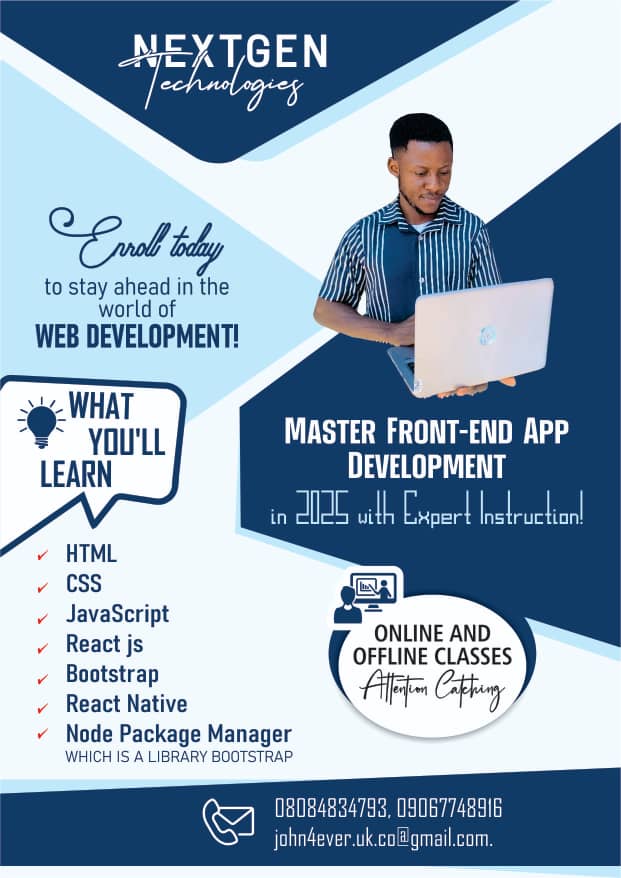 NEXTGEN
Technologies
Enroll today
to stay ahead in the
world of
WEB DEVELOPMENT!
WHAT
YOU'LL
LEARN
MASTER FRONT-END APP
DEVELOPMENT
in 2025 with Expert Instruction!
HTML
CSS
JavaScript
React js
Bootstrap
React Native
Node Package Manager
WHICH IS A LIBRARY BOOTSTRAP
ONLINE AND
OFFLINE CLASSES
Attention Catching
08084834793, 09067748916
john4ever.uk.co@gmail.com.